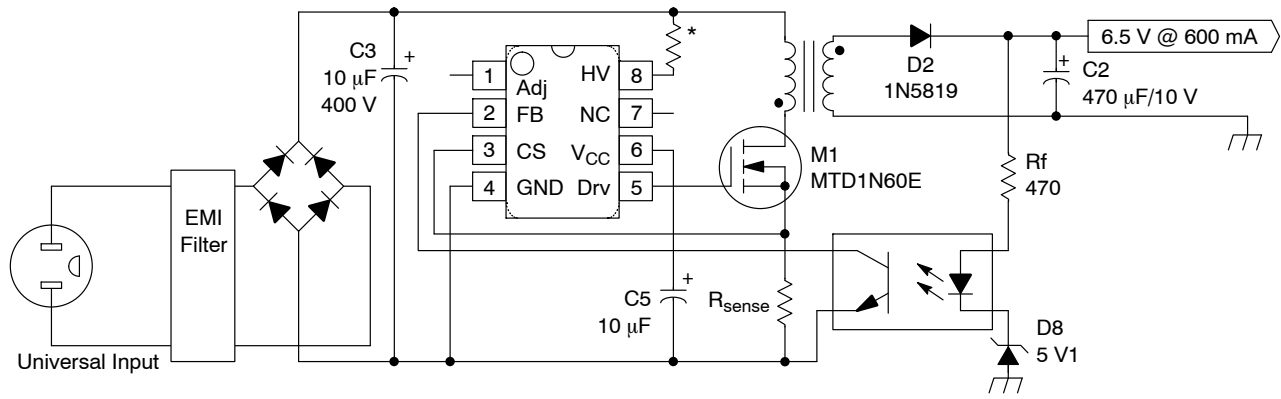 C3
10 μF
400 V
*
1
Adj
HV
8
2
FB
NC
7
3
CS
VCC
6
4
GND
Drv
5
D2
1N5819
6.5 V @ 600 mA
C2
470 μF/10 V
M1
MTD1N60E
Rf
470
EMI
Filter
Universal Input
C5
10 μF
Rsense
D8
5 V1